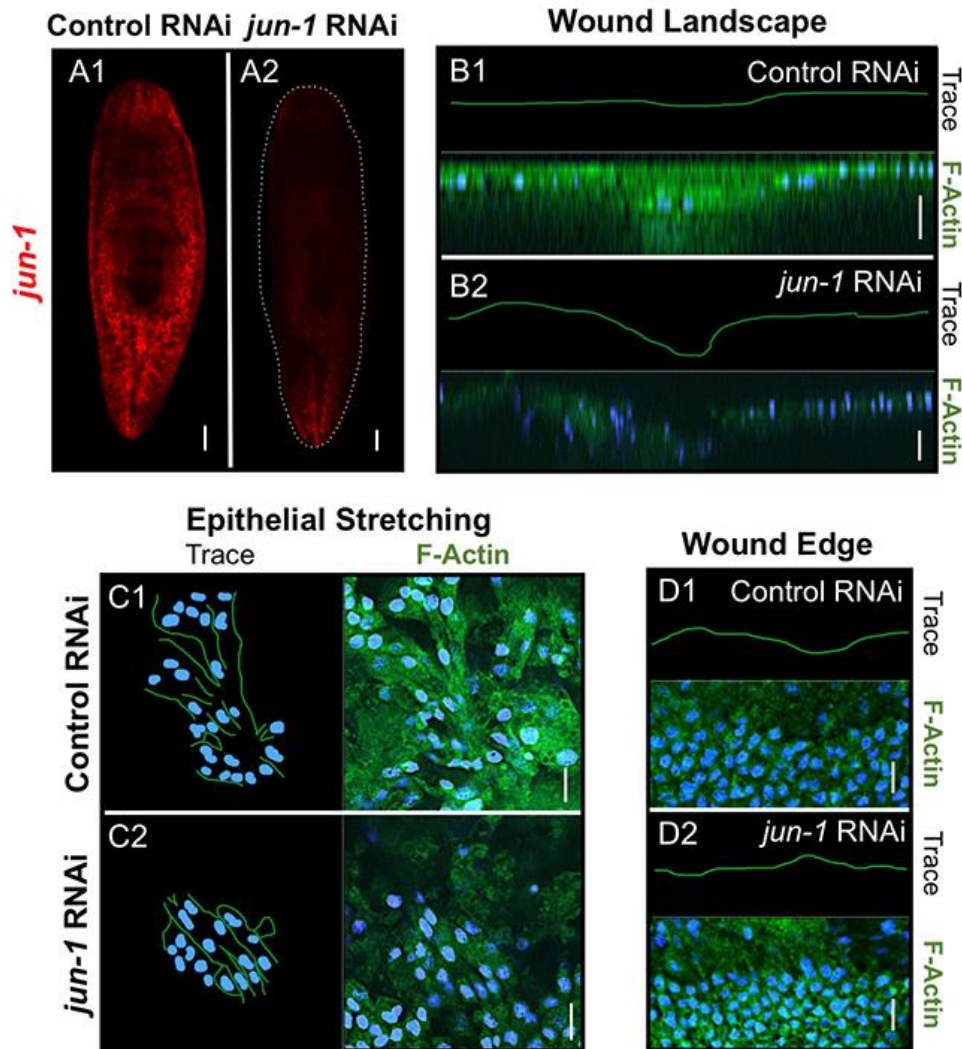 Control RNAi jun-1 RNAi
A1
A2
jun-1
Wound Landscape
B1
Control RNAi
Trace
F-Actin
B2
jun-1 RNAi
Trace
F-Actin
Epithelial Stretching
Trace
F-Actin
Control RNAi
C1
jun-1 RNAi
C2
Wound Edge
D1
Control RNAi
Trace
F-Actin
D2
jun-1 RNAi
Trace
F-Actin